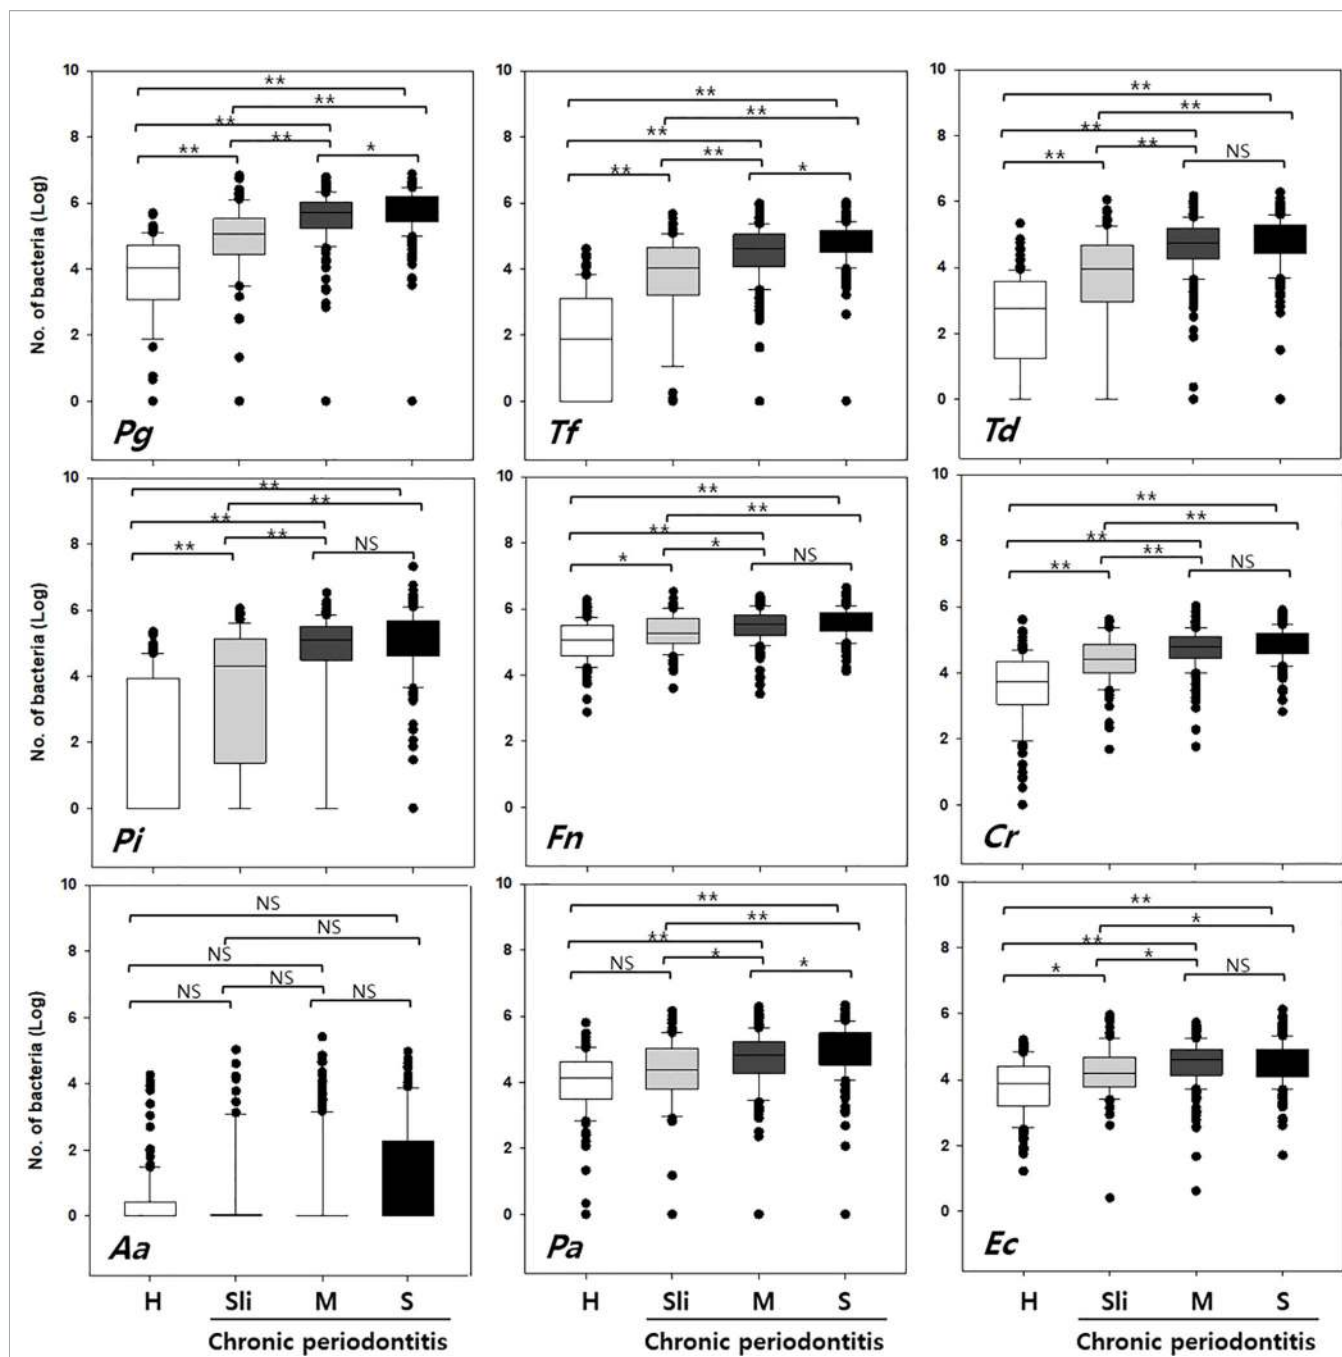 10 ** ** ** ** ** * 8 6 4 2 0 No. of bacteria (Log) Pg
10 ** ** ** ** ** * 8 6 4 2 0 Tf
10 ** ** ** ** ** NS 8 6 4 2 0 Td
10 ** ** ** ** ** NS 8 6 4 2 0 No. of bacteria (Log) Pi
10 ** ** ** * * NS 8 6 4 2 0 Fn
10 ** ** ** ** ** NS 8 6 4 2 0 Cr
10 NS NS NS NS NS NS 8 6 4 2 0 No. of bacteria (Log) Aa
10 ** ** ** NS * * 8 6 4 2 0 Pa
10 ** * ** * * NS 8 6 4 2 0 Ec
H Sli M S H Sli M S H Sli M S
Chronic periodontitis Chronic periodontitis Chronic periodontitis